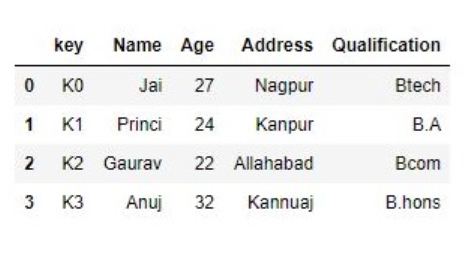 key Name Age Address Qualification
0 K0 Jai 27 Nagpur Btech
1 K1 Princi 24 Kanpur B.A
2 K2 Gaurav 22 Allahabad Bcom
3 K3 Anuj 32 Kannuaj B.hons